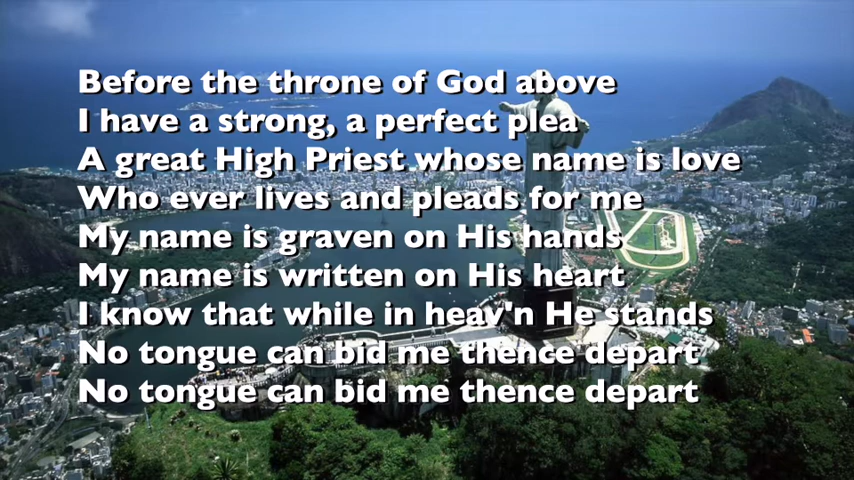 Before the throne of God above
I have a strong, a perfect plea
A great High Priest whose name is love
Who ever lives and pleads for me
My name is graven on His hands
My name is written on His heart
I know that while in heav'n He stands
No tongue can bid me thence depart
No tongue can bid me thence depart